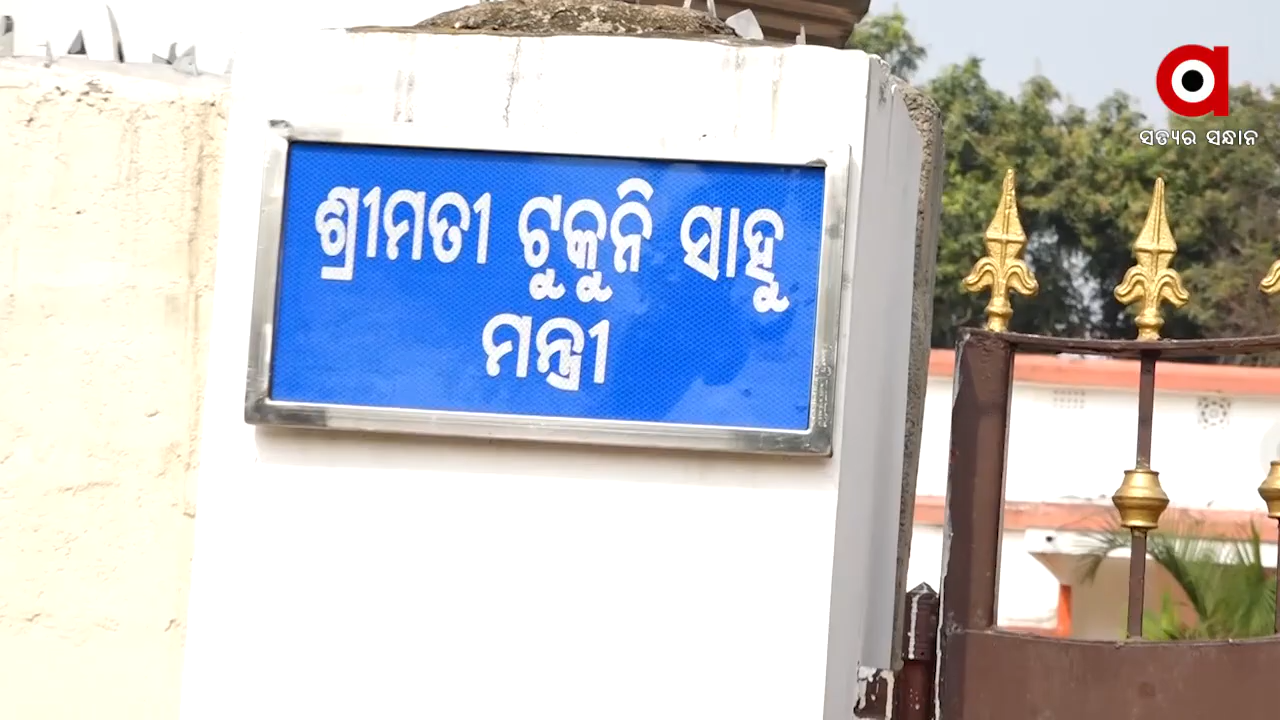 ଶ୍ରୀମତୀ ଟୁକୁନି ସାହୁ
ମନ୍ତ୍ରୀ
ସତ୍ୟର ସନ୍ଧାନ